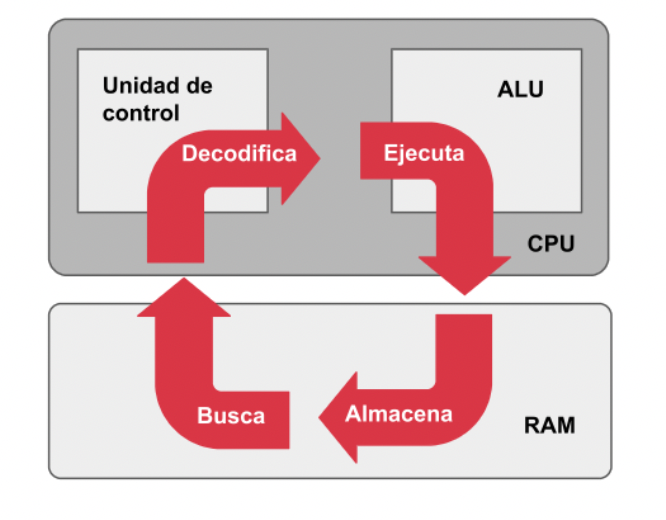 Unidad de
control
ALU
Decodifica
Ejecuta
CPU
Busca
Almacena
RAM